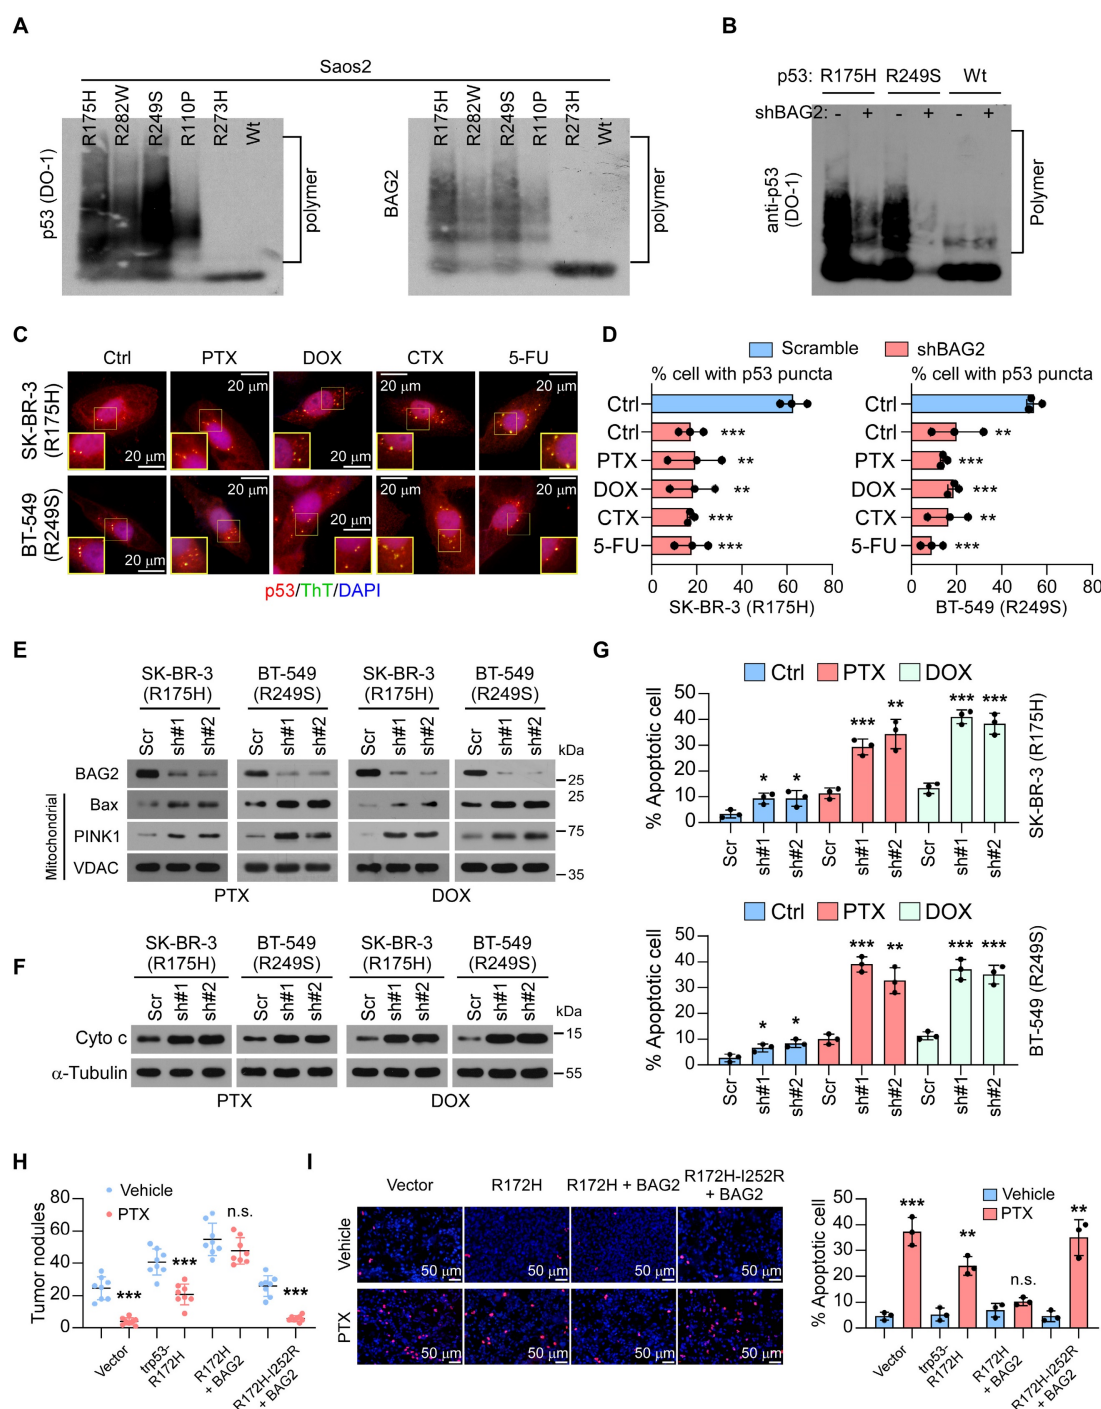 A
Saos2
R175H
R282W
R249S
R110P
R273H
Wt
p53 (DO-1)
polymer
R175H
R282W
R249S
R110P
R273H
Wt
BAG2
polymer
B
p53: R175H R249S Wt
shBAG2: - + - + - +
anti-p53
(DO-1)
Polymer
C
Ctrl PTX DOX CTX 5-FU
SK-BR-3
(R175H)
20 µm 20 µm 20 µm 20 µm
20 µm
BT-549
(R249S)
20 µm 20 µm 20 µm
20 µm
20 µm
p53/ThT/DAPI
D
Scramble shBAG2
% cell with p53 puncta
Ctrl
Ctrl ***
PTX **
DOX **
CTX ***
5-FU ***
0 20 40 60 80
SK-BR-3 (R175H)
% cell with p53 puncta
Ctrl
Ctrl **
PTX ***
DOX ***
CTX **
5-FU ***
0 20 40 60 80
BT-549 (R249S)
E
SK-BR-3 BT-549 SK-BR-3 BT-549
(R175H) (R249S) (R175H) (R249S)
Scr sh#1 sh#2 Scr sh#1 sh#2 Scr sh#1 sh#2 Scr sh#1 sh#2
kDa
BAG2 25
Mitochondrial
Bax 25
PINK1 75
VDAC 35
PTX DOX
F
SK-BR-3 BT-549 SK-BR-3 BT-549
(R175H) (R249S) (R175H) (R249S)
Scr sh#1 sh#2 Scr sh#1 sh#2 Scr sh#1 sh#2 Scr sh#1 sh#2
kDa
Cyto c 15
α-Tubulin 55
PTX DOX
G
Ctrl PTX DOX
% Apoptotic cell
50
40
30
20
10
0
* * *** ** *** ***
Scr sh#1 sh#2 Scr sh#1 sh#2 Scr sh#1 sh#2
SK-BR-3 (R175H)
Ctrl PTX DOX
% Apoptotic cell
50
40
30
20
10
0
* * *** ** *** ***
Scr sh#1 sh#2 Scr sh#1 sh#2 Scr sh#1 sh#2
BT-549 (R249S)
H
Vehicle
PTX
Tumor nodules
80
60
40
20
0
*** *** n.s. ***
Vector
trp53-
R172H
R172H
+ BAG2
R172H-I252R
+ BAG2
I
Vector R172H R172H + BAG2 R172H-I252R
+ BAG2
Vehicle
50 µm 50 µm 50 µm 50 µm
PTX
50 µm 50 µm 50 µm 50 µm
Vehicle
PTX
% Apoptotic cell
50
40
30
20
10
0
*** ** n.s. **
Vector
trp53-
R172H
R172H
+ BAG2
R172H-I252R
+ BAG2